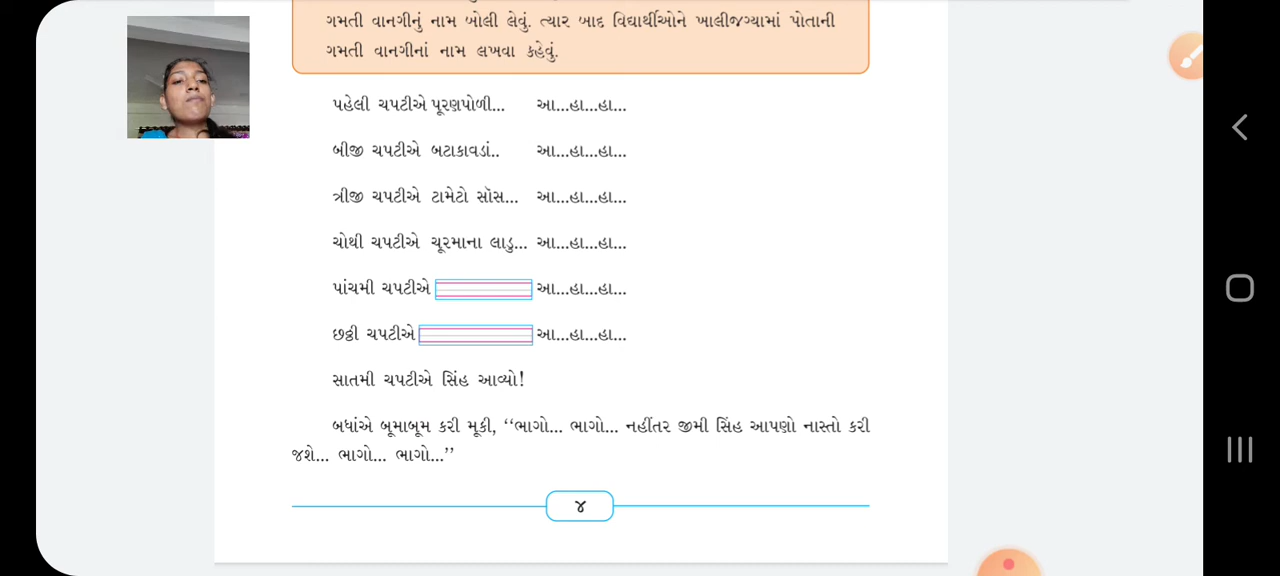 ગમતી વાનગીનું નામ બોલી લેવું. ત્યાર બાદ વિદ્યાર્થીઓને ખાલીજગ્યામાં પોતાની
ગમતી વાનગીનાં નામ લખવા કહેવું.
પહેલી ચપટીએ પૂરણપોળી... આ...હા...હા...
બીજી ચપટીએ બટાકાવડાં.. આ...હા...હા...
ત્રીજી ચપટીએ ટામેટો સૉસ... આ...હા...હા...
ચોથી ચપટીએ ચૂરમાના લાડુ... આ...હા...હા...
પાંચમી ચપટીએ આ...હા...હા...
છઠ્ઠી ચપટીએ આ...હા...હા...
સાતમી ચપટીએ સિંહ આવ્યો!
બધાંએ બૂમાબૂમ કરી મૂકી, ‘‘ભાગો... ભાગો... નહીંતર જીમી સિંહ આપણો નાસ્તો કરી
જશે... ભાગો... ભાગો...’’
૪